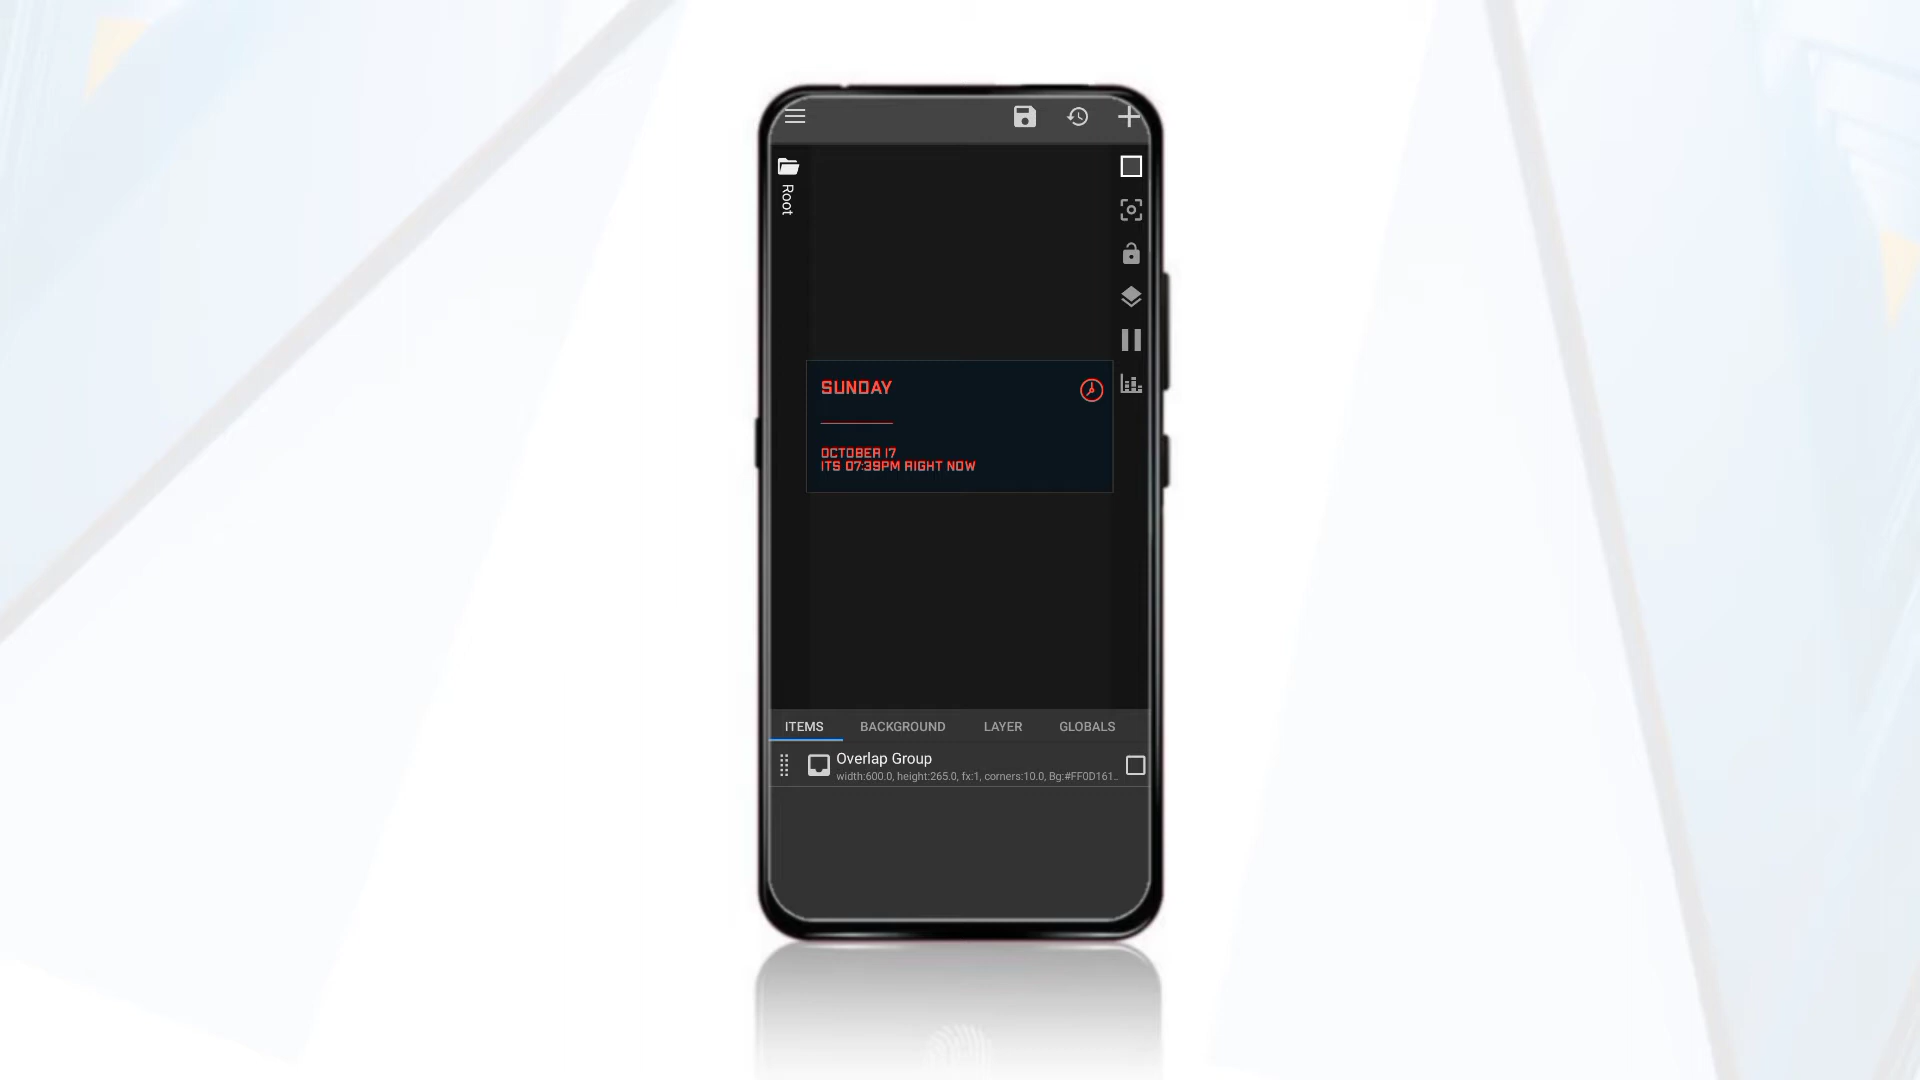 Root
SUNDAY
OCTOBER 17
ITS 07:39PM RIGHT NOW
ITEMS BACKGROUND LAYER GLOBALS
Overlap Group
width:600.0, height:265.0, fx:1, corners:10.0, Bg:#FF0D161...